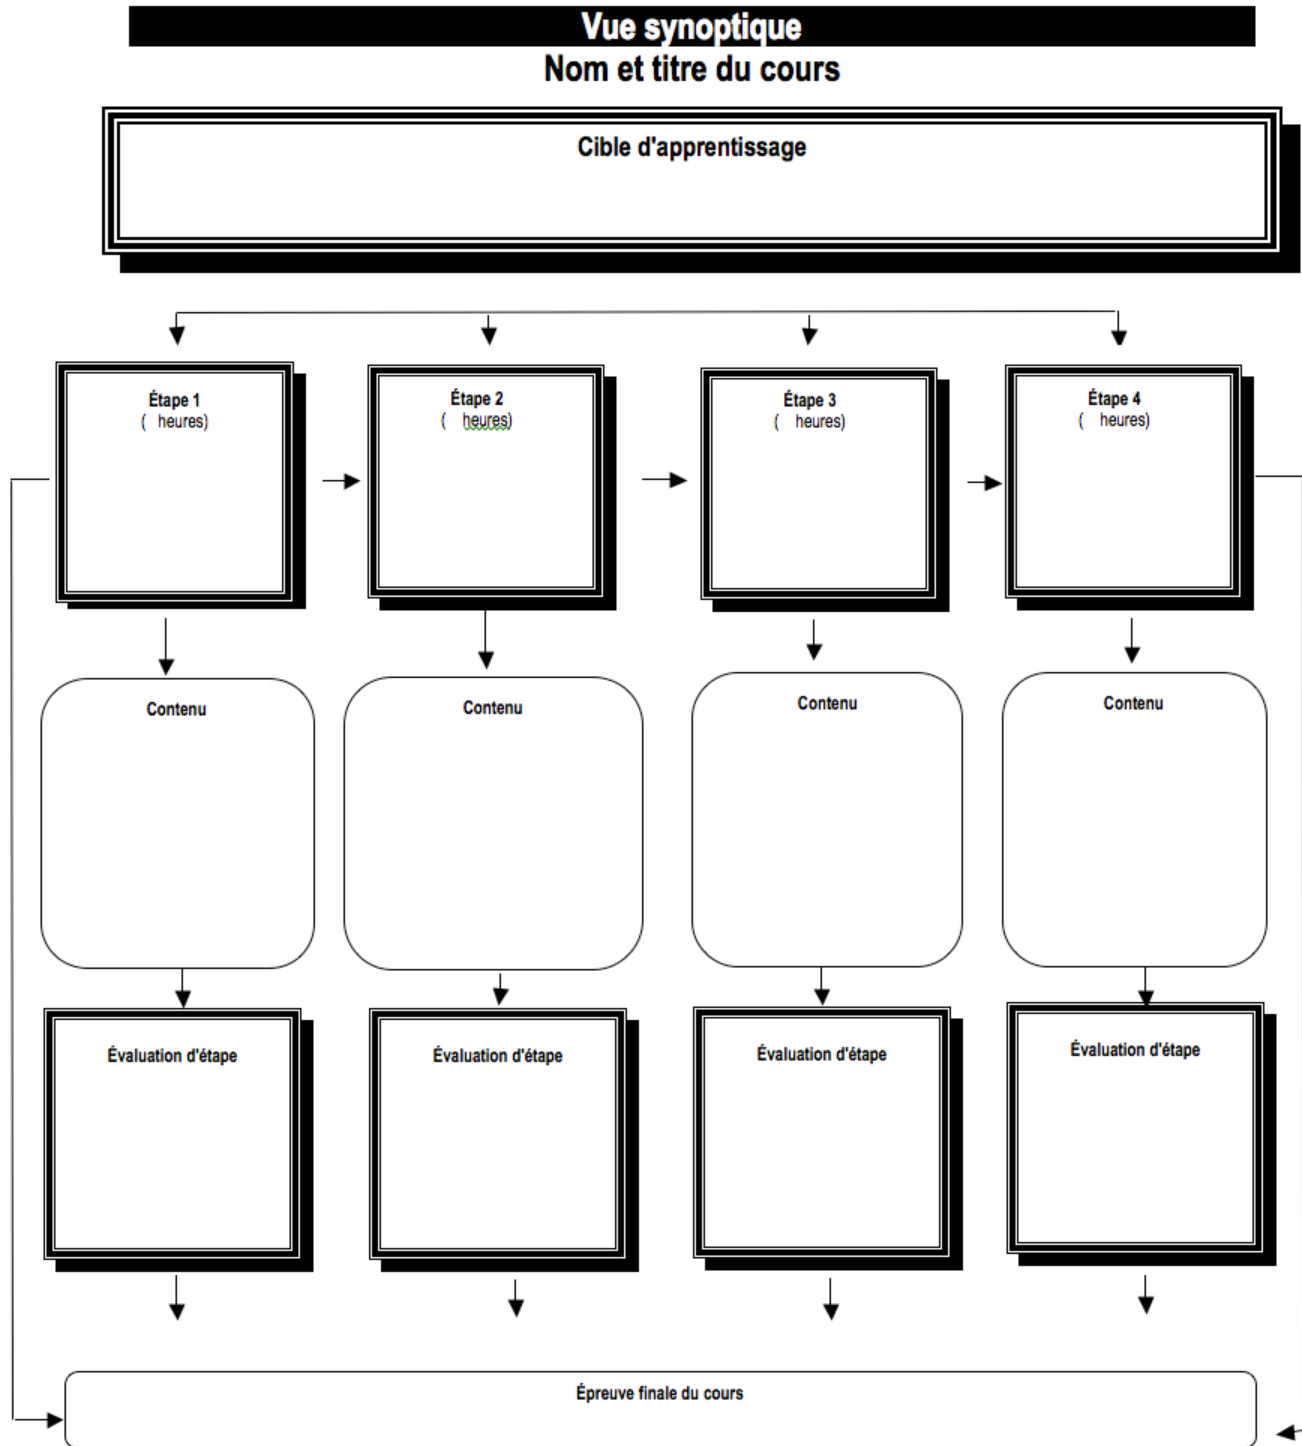 Vue synoptique
Nom et titre du cours
Cible d'apprentissage
Étape 1
( heures)
Étape 2
( heures)
Étape 3
( heures)
Étape 4
( heures)
Contenu
Contenu
Contenu
Contenu
Évaluation d'étape
Évaluation d'étape
Évaluation d'étape
Évaluation d'étape
Épreuve finale du cours